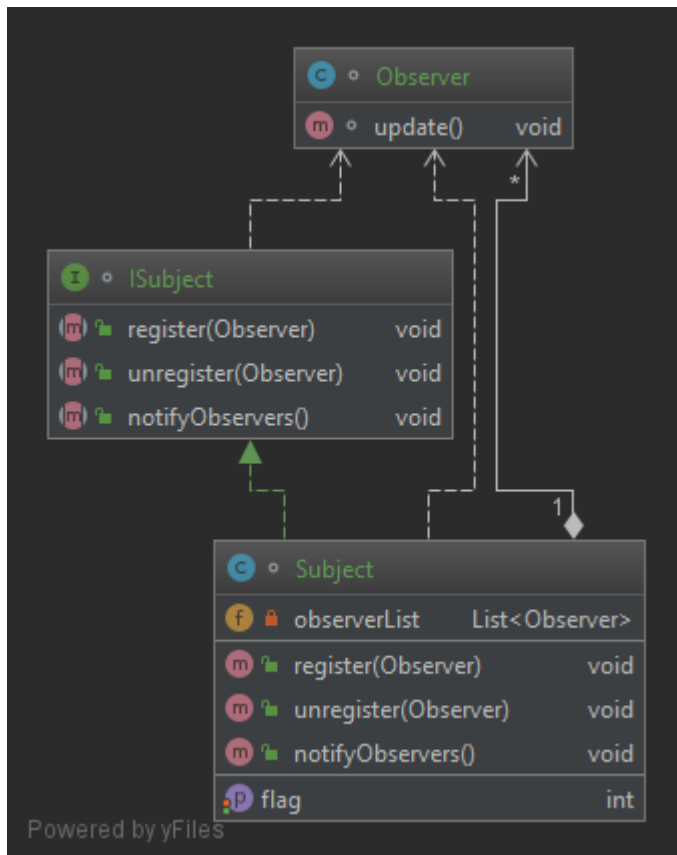 C Observer
m update() void
*
I ISubject
m register(Observer) void
m unregister(Observer) void
m notifyObservers() void
1
C Subject
f observerList List<Observer>
m register(Observer) void
m unregister(Observer) void
m notifyObservers() void
p flag int
Powered by yFiles